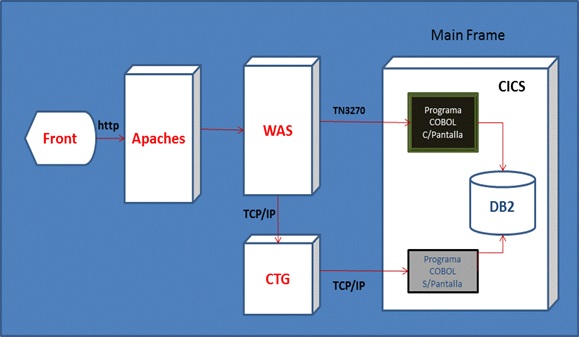 Main Frame
CICS
Front
http
Apaches
WAS
TN3270
Programa
COBOL
C/Pantalla
DB2
TCP/IP
CTG
TCP/IP
Programa
COBOL
S/Pantalla